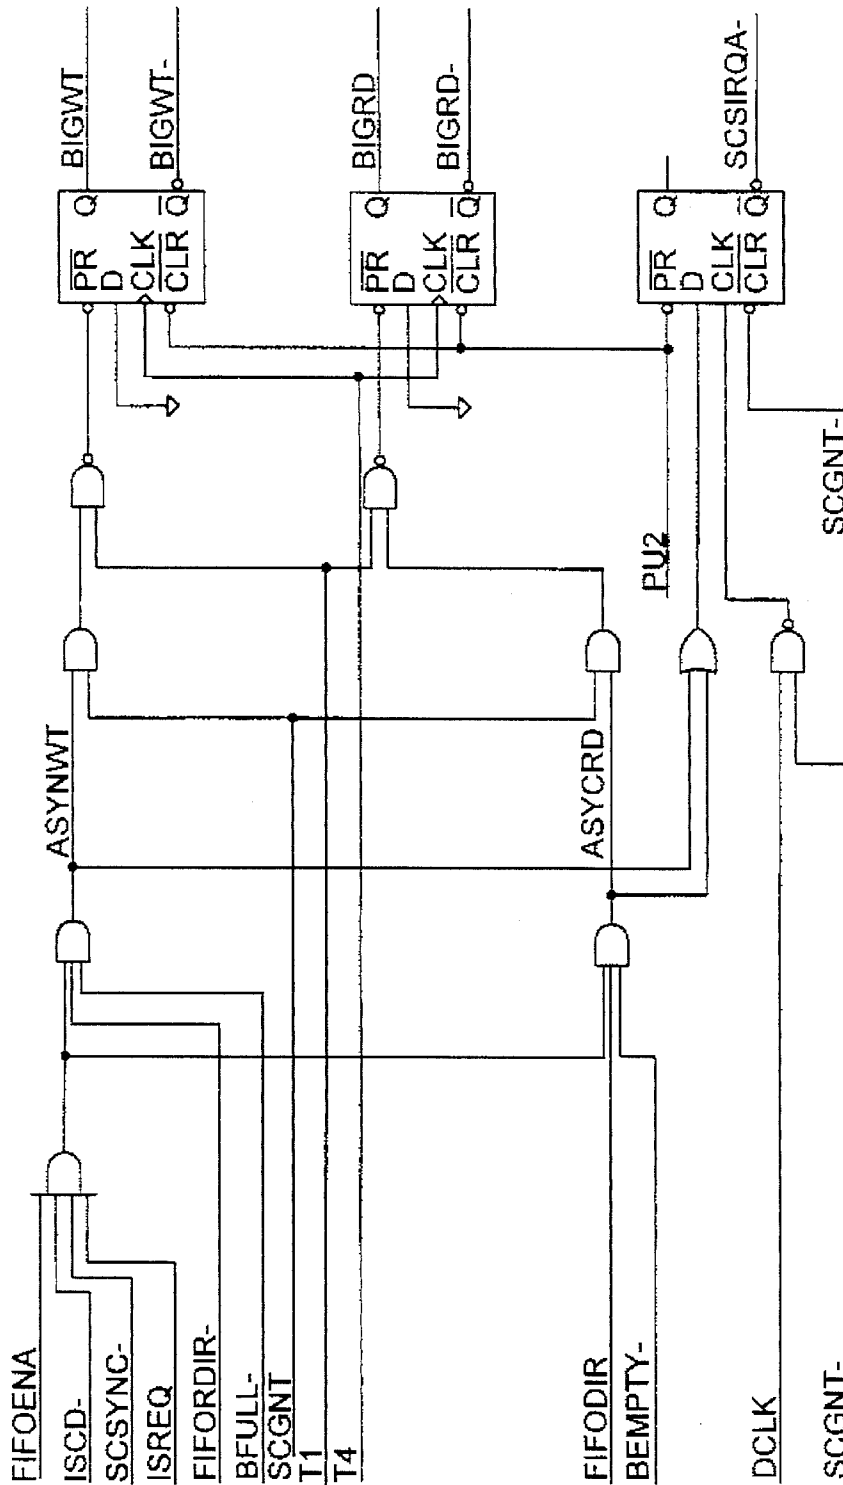 FIFOENA
ISCD-
SCSYNC-
ISREQ
FIFORDIR-
BFULL-
SCGNT
T1
T4
FIFODIR
BEMPTY-
DCLK
SCGNT-
ASYNWT
ASYCRD
PU2
SCGNT-
PR
D
CLK
CLR
Q
Q
BIGWT
BIGWT-
PR
D
CLK
CLR
Q
Q
BIGRD
BIGRD-
PR
D
CLK
CLR
Q
Q
SCSIRQA-